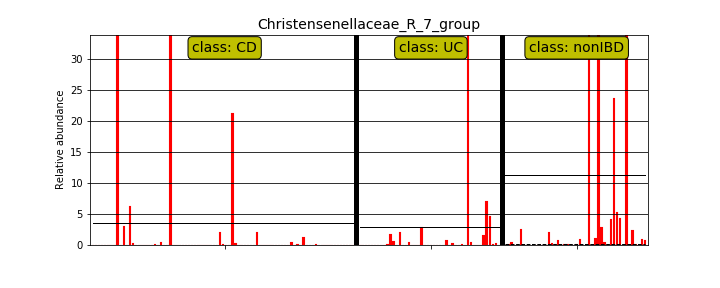 Christensenellaceae_R_7_group
class: CD
class: UC
class: nonIBD
Relative abundance
30
25
20
15
10
5
0